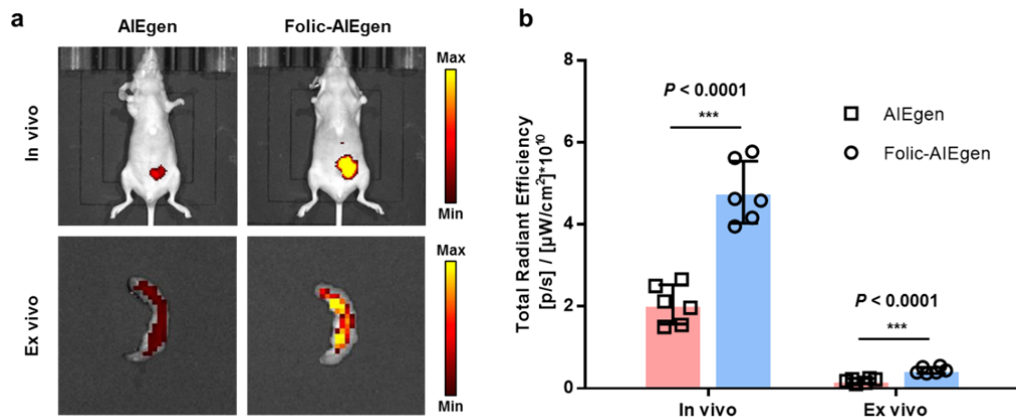 a
AIEgen
Folic-AIEgen
In vivo
Max
Min
Ex vivo
Max
Min
b
Total Radiant Efficiency
[p/s] / [μW/cm²]*10¹⁰
8
6
4
2
0
P < 0.0001
***
P < 0.0001
***
AIEgen
Folic-AIEgen
In vivo
Ex vivo